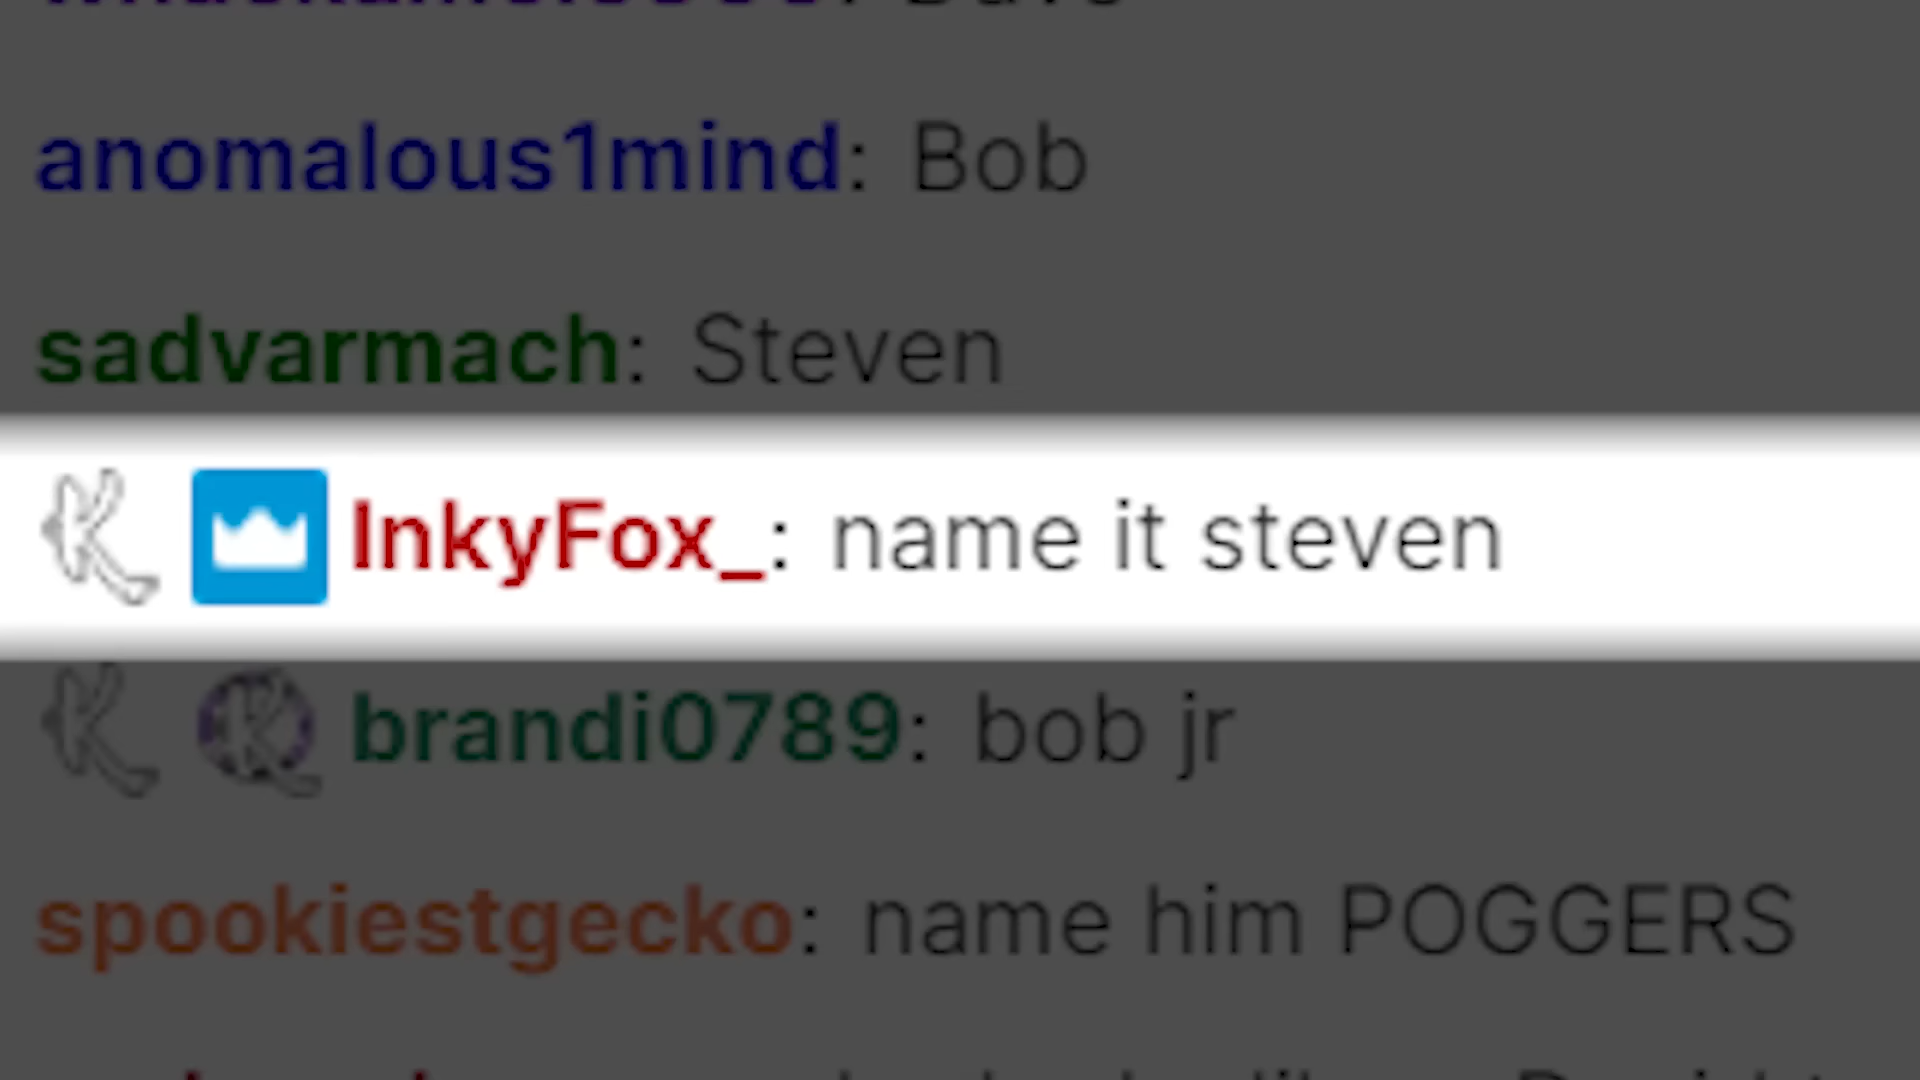 anomalous1mind: Bob
sadvarmach: Steven
InkyFox_: name it steven
brandi0789: bob jr
spookiestgecko: name him POGGERS